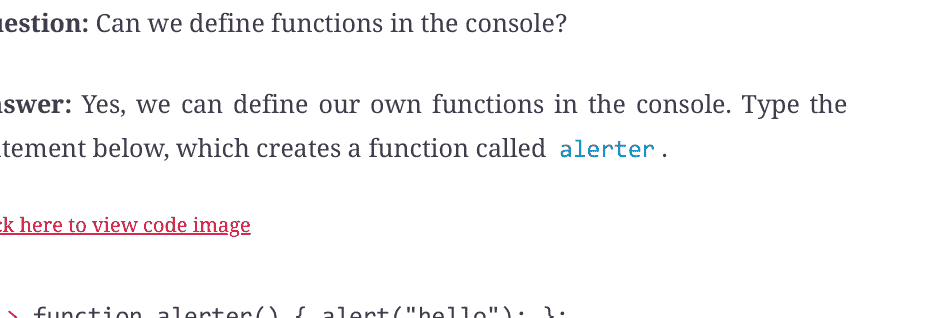 uestion: Can we define functions in the console?
nswer: Yes, we can define our own functions in the console. Type the
tement below, which creates a function called alerter.
ck here to view code image
> function alerter() { alert("hello"); };